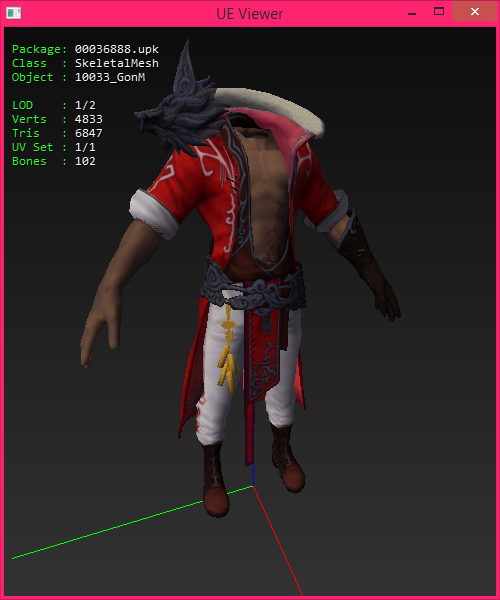 UE Viewer
Package: 00036888.upk
Class  : SkeletalMesh
Object : 10033_GonM
LOD    : 1/2
Verts  : 4833
Tris   : 6847
UV Set : 1/1
Bones  : 102